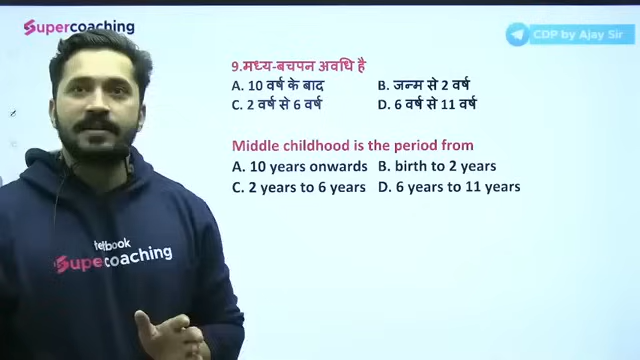 Supercoaching
CDP by Ajay Sir
9.मध्य-बचपन अवधि है
A. 10 वर्ष के बाद B. जन्म से 2 वर्ष
C. 2 वर्ष से 6 वर्ष D. 6 वर्ष से 11 वर्ष
Middle childhood is the period from
A. 10 years onwards B. birth to 2 years
C. 2 years to 6 years D. 6 years to 11 years
Supercoaching